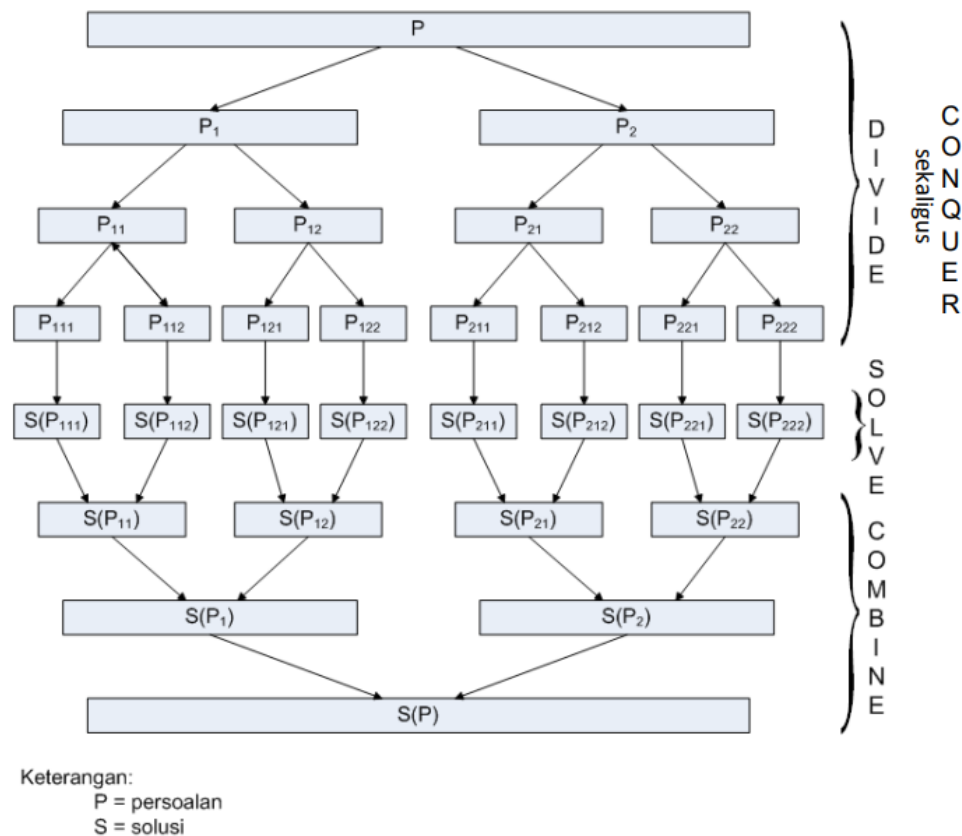 P
P₁ P₂
P₁₁ P₁₂ P₂₁ P₂₂
P₁₁₁ P₁₁₂ P₁₂₁ P₁₂₂ P₂₁₁ P₂₁₂ P₂₂₁ P₂₂₂
S(P₁₁₁) S(P₁₁₂) S(P₁₂₁) S(P₁₂₂) S(P₂₁₁) S(P₂₁₂) S(P₂₂₁) S(P₂₂₂)
S(P₁₁) S(P₁₂) S(P₂₁) S(P₂₂)
S(P₁) S(P₂)
S(P)
DIVIDE
sekaligus
CONQUER
SOLVE
COMBINE
Keterangan:
P = persoalan
S = solusi